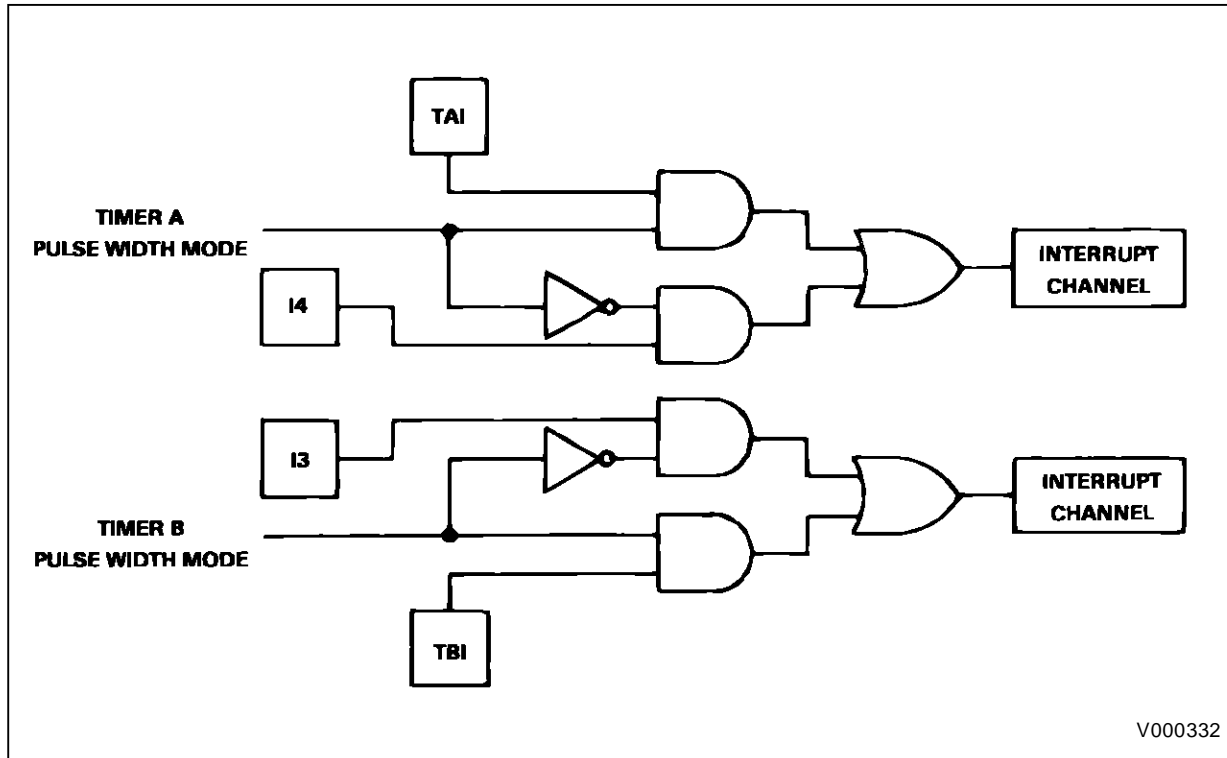 TAI
TIMER A
PULSE WIDTH MODE
I4
INTERRUPT
CHANNEL
I3
TIMER B
PULSE WIDTH MODE
INTERRUPT
CHANNEL
TBI
V000332